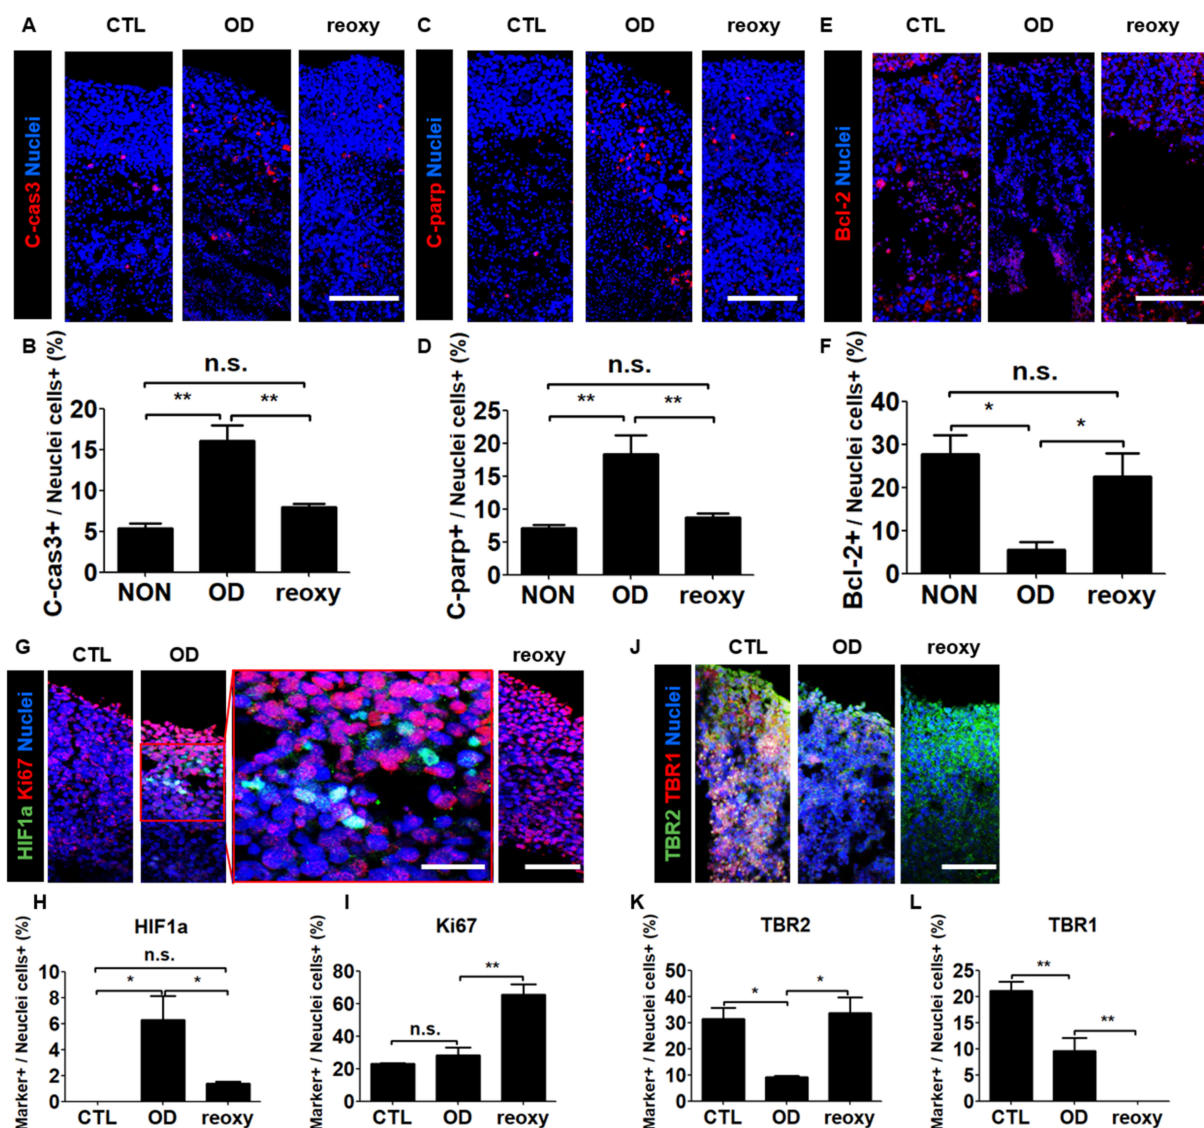 A CTL OD reoxy C CTL OD reoxy E CTL OD reoxy
C-cas3 Nuclei
C-parp Nuclei
Bcl-2 Nuclei
B
C-cas3+ / Neuclei cells+ (%)
n.s.
** **
20
15
10
5
0
NON OD reoxy
D
C-parp+ / Neuclei cells+ (%)
n.s.
** **
25
20
15
10
5
0
NON OD reoxy
F
Bcl-2+ / Neuclei cells+ (%)
n.s.
* *
40
30
20
10
0
NON OD reoxy
G CTL OD reoxy
HIF1a Ki67 Nuclei
J CTL OD reoxy
TBR2 TBR1 Nuclei
H
HIF1a
Marker+ / Neuclei cells+ (%)
n.s.
* *
8
6
4
2
0
CTL OD reoxy
I
Ki67
Marker+ / Neuclei cells+ (%)
**
n.s.
80
60
40
20
0
CTL OD reoxy
K
TBR2
Marker+ / Neuclei cells+ (%)
* *
50
40
30
20
10
0
CTL OD reoxy
L
TBR1
Marker+ / Neuclei cells+ (%)
**
**
25
20
15
10
5
0
CTL OD reoxy